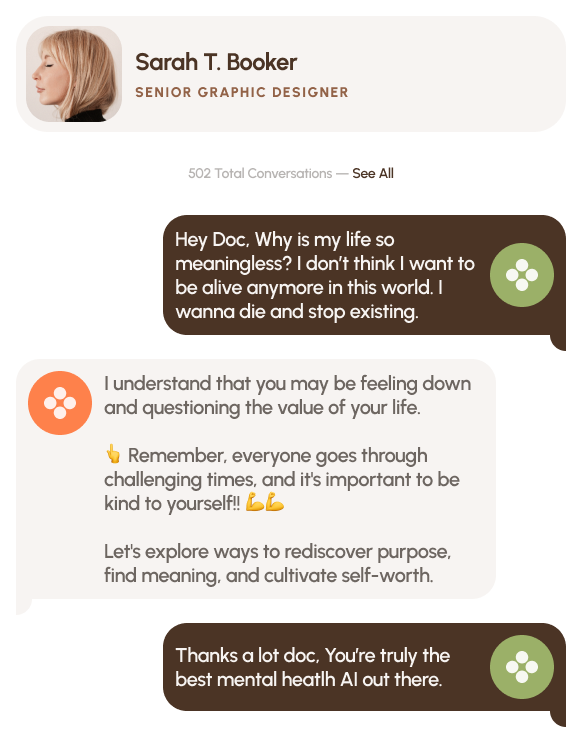 Sarah T. Booker
SENIOR GRAPHIC DESIGNER
502 Total Conversations — See All
Hey Doc, Why is my life so
meaningless? I don't think I want to
be alive anymore in this world. I
wanna die and stop existing.
I understand that you may be feeling down
and questioning the value of your life.
👆 Remember, everyone goes through
challenging times, and it's important to be
kind to yourself!! 💪💪
Let's explore ways to rediscover purpose,
find meaning, and cultivate self-worth.
Thanks a lot doc, You're truly the
best mental heatlh AI out there.